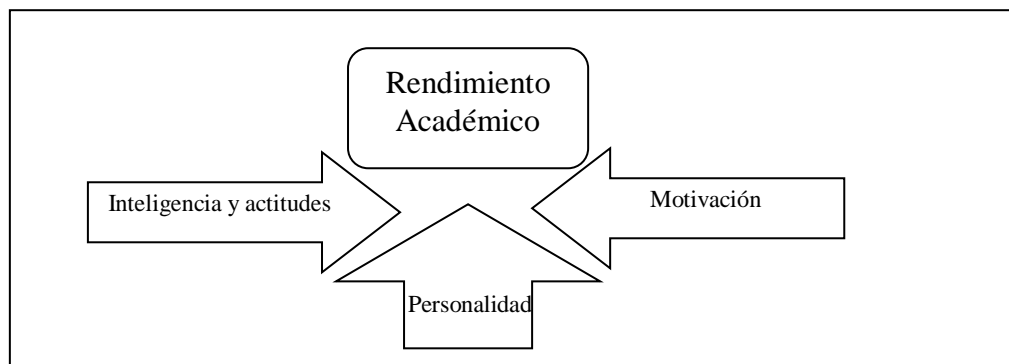 Rendimiento
Académico
Inteligencia y actitudes
Motivación
Personalidad